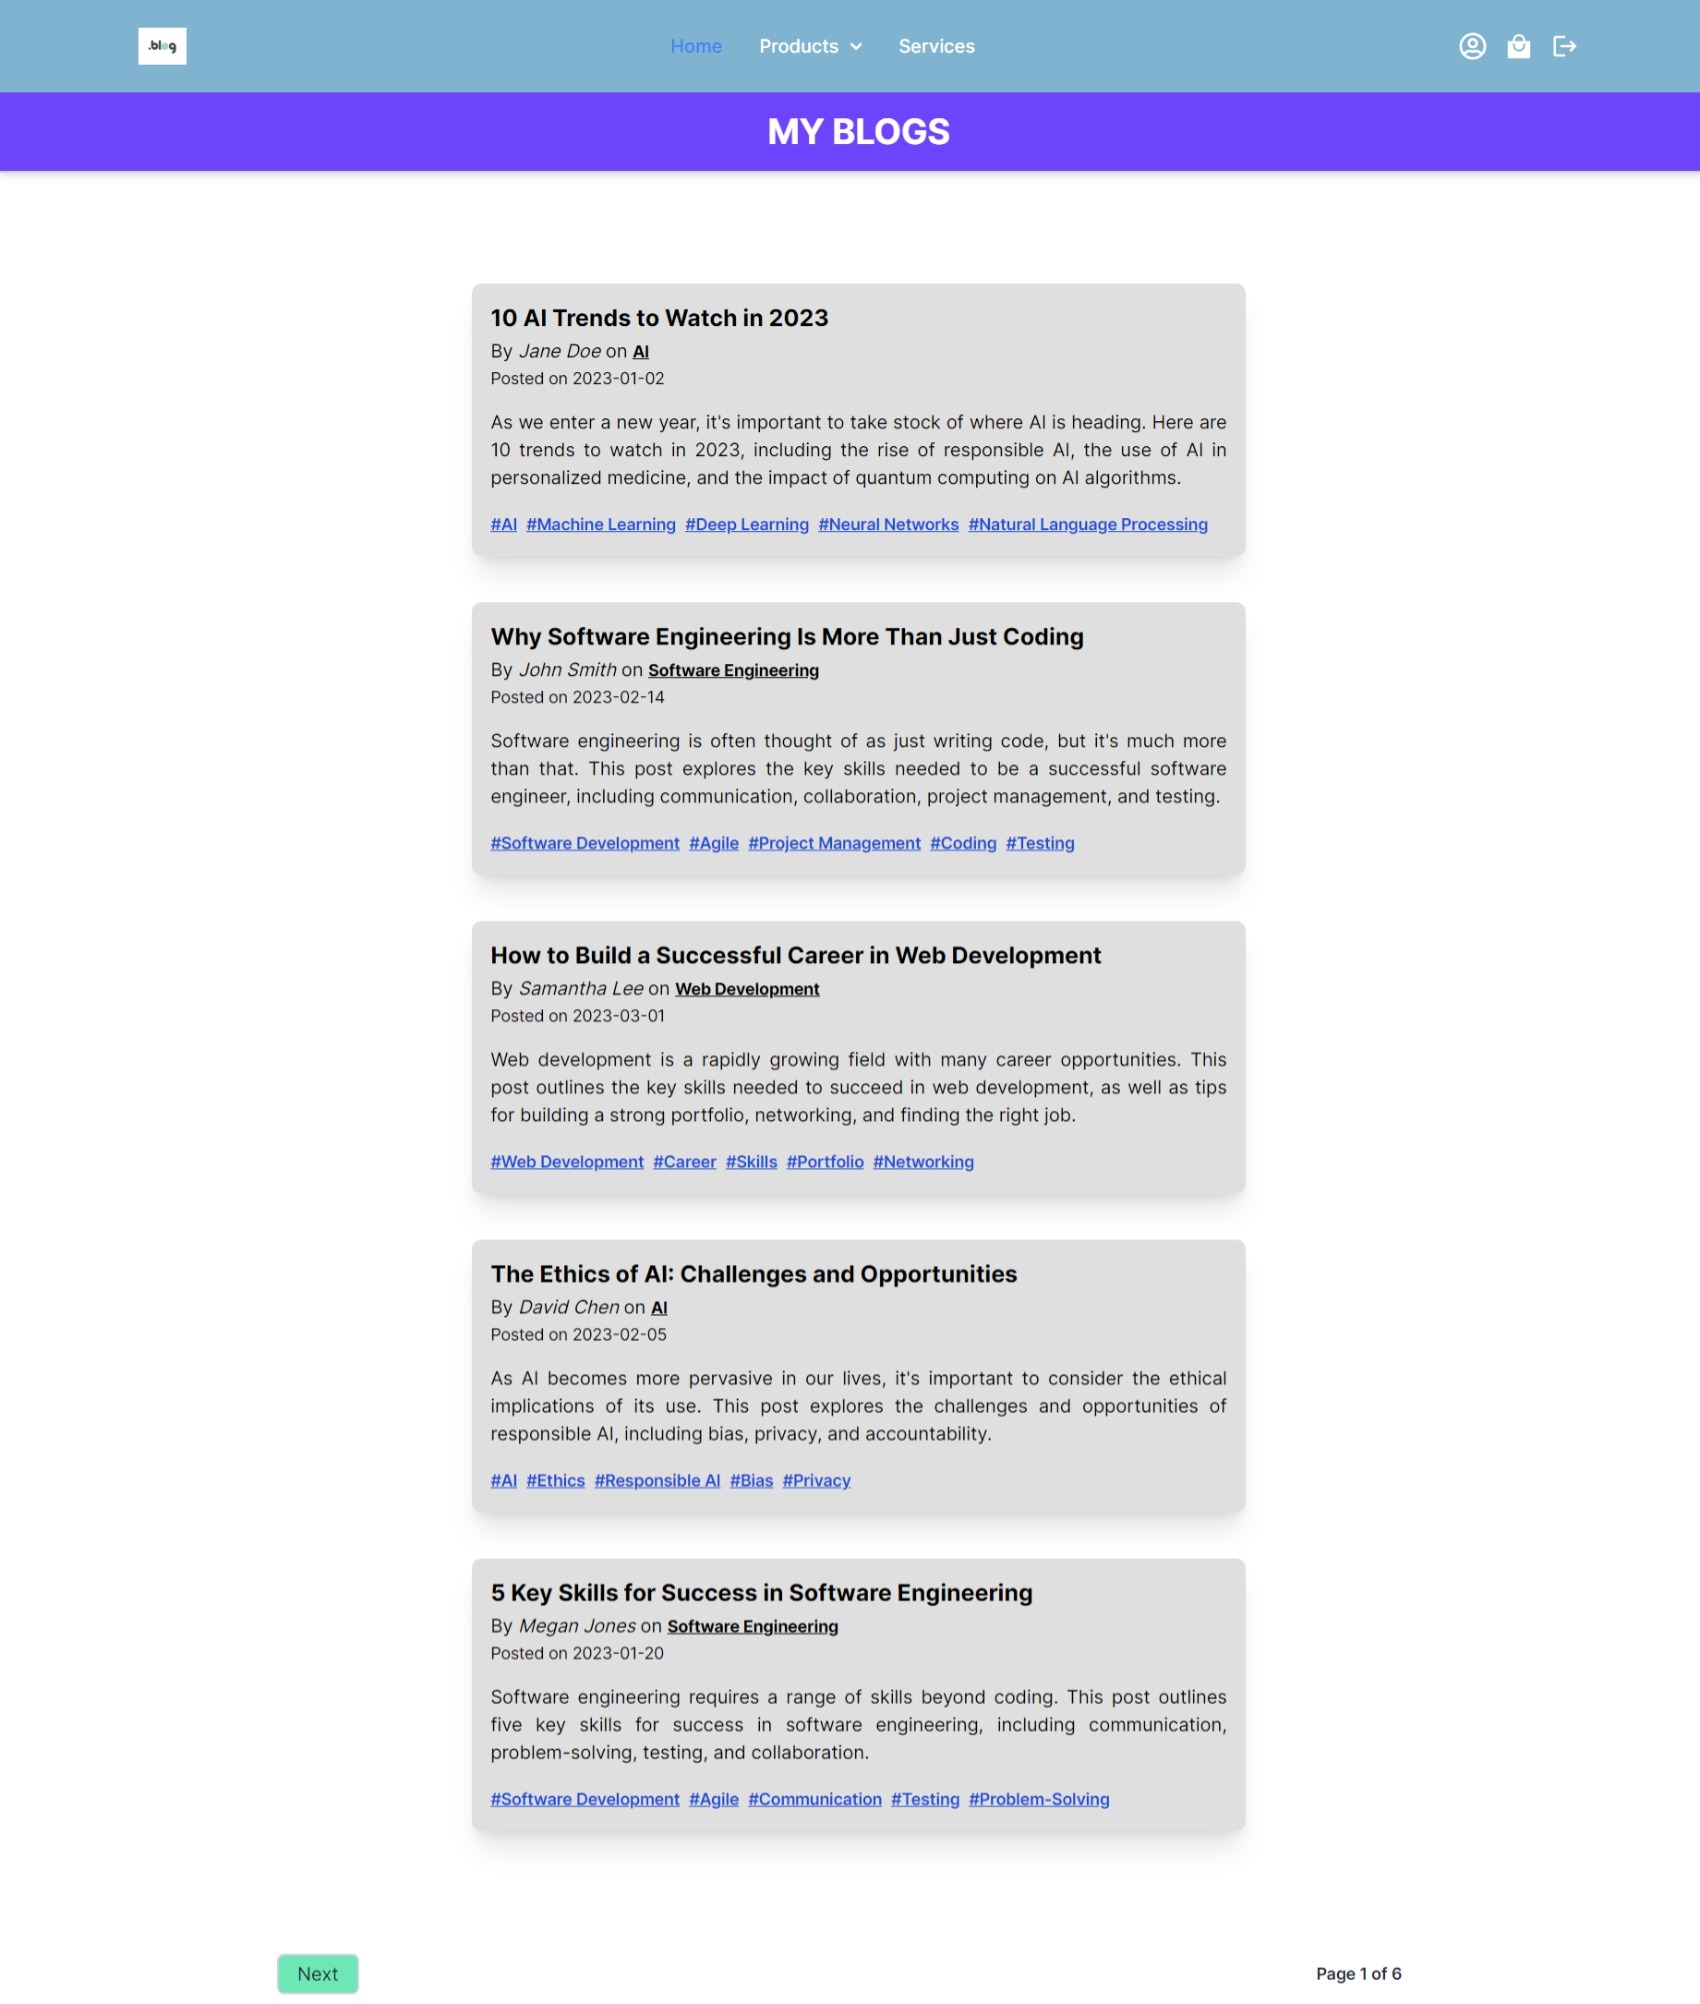 .blog
Home Products Services
MY BLOGS
10 AI Trends to Watch in 2023
By Jane Doe on AI
Posted on 2023-01-02
As we enter a new year, it's important to take stock of where AI is heading. Here are
10 trends to watch in 2023, including the rise of responsible AI, the use of AI in
personalized medicine, and the impact of quantum computing on AI algorithms.
#AI #Machine Learning #Deep Learning #Neural Networks #Natural Language Processing
Why Software Engineering Is More Than Just Coding
By John Smith on Software Engineering
Posted on 2023-02-14
Software engineering is often thought of as just writing code, but it's much more
than that. This post explores the key skills needed to be a successful software
engineer, including communication, collaboration, project management, and testing.
#Software Development #Agile #Project Management #Coding #Testing
How to Build a Successful Career in Web Development
By Samantha Lee on Web Development
Posted on 2023-03-01
Web development is a rapidly growing field with many career opportunities. This
post outlines the key skills needed to succeed in web development, as well as tips
for building a strong portfolio, networking, and finding the right job.
#Web Development #Career #Skills #Portfolio #Networking
The Ethics of AI: Challenges and Opportunities
By David Chen on AI
Posted on 2023-02-05
As AI becomes more pervasive in our lives, it's important to consider the ethical
implications of its use. This post explores the challenges and opportunities of
responsible AI, including bias, privacy, and accountability.
#AI #Ethics #Responsible AI #Bias #Privacy
5 Key Skills for Success in Software Engineering
By Megan Jones on Software Engineering
Posted on 2023-01-20
Software engineering requires a range of skills beyond coding. This post outlines
five key skills for success in software engineering, including communication,
problem-solving, testing, and collaboration.
#Software Development #Agile #Communication #Testing #Problem-Solving
Next Page 1 of 6